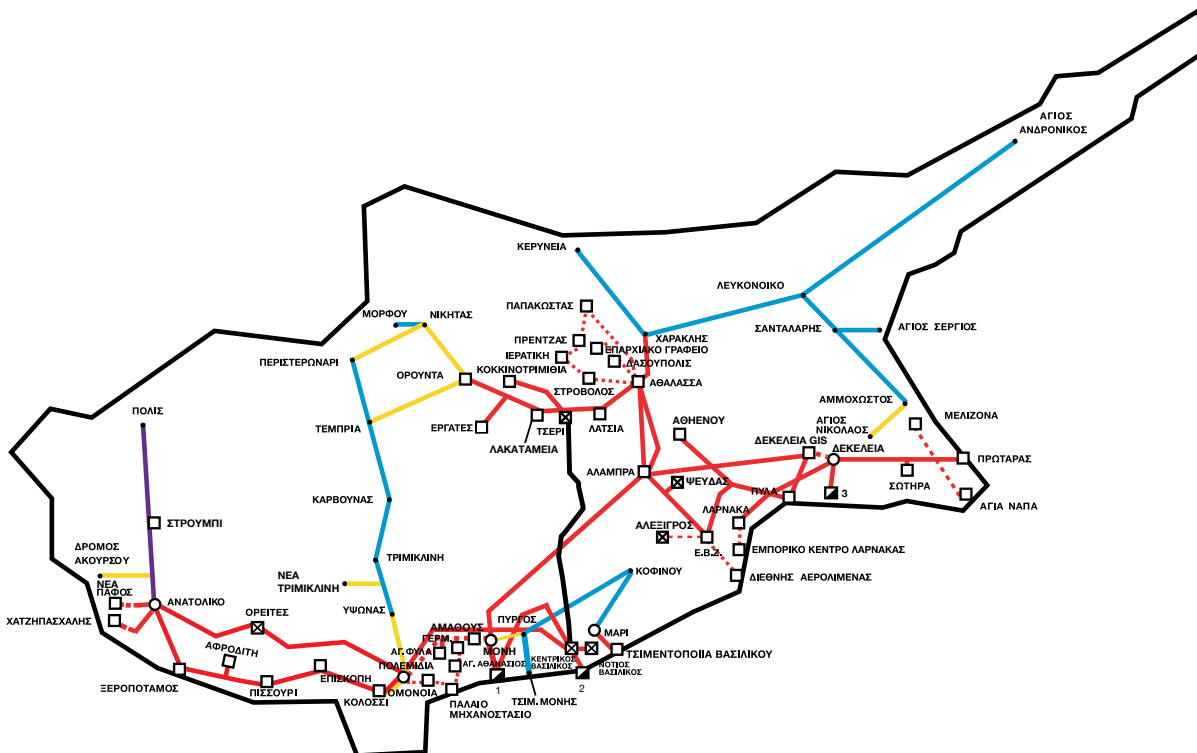 ΑΓΙΟΣ
ΑΝΔΡΟΝΙΚΟΣ
ΚΕΡΥΝΕΙΑ
ΛΕΥΚΟΝΟΙΚΟ
ΠΑΠΑΚΩΣΤΑΣ
ΜΟΡΦΟΥ
ΝΙΚΗΤΑΣ
ΣΑΝΤΑΛΑΡΗΣ
ΑΓΙΟΣ ΣΕΡΓΙΟΣ
ΧΑΡΑΚΛΗΣ
ΠΡΕΝΤΖΑΣ
ΕΠΑΡΧΙΑΚΟ ΓΡΑΦΕΙΟ
ΙΕΡΑΤΙΚΗ
ΔΑΣΟΥΠΟΛΙΣ
ΠΕΡΙΣΤΕΡΩΝΑΡΙ
ΚΟΚΚΙΝΟΤΡΙΜΙΘΙΑ
ΟΡΟΥΝΤΑ
ΣΤΡΟΒΟΛΟΣ
ΑΘΑΛΑΣΣΑ
ΑΜΜΟΧΩΣΤΟΣ
ΜΕΛΙΖΟΝΑ
ΠΟΛΙΣ
ΤΕΜΠΡΙΑ
ΕΡΓΑΤΕΣ
ΤΣΕΡΙ
ΛΑΤΣΙΑ
ΑΘΗΕΝΟΥ
ΑΓΙΟΣ
ΝΙΚΟΛΑΟΣ
ΛΑΚΑΤΑΜΕΙΑ
ΔΕΚΕΛΕΙΑ GIS
ΔΕΚΕΛΕΙΑ
ΠΡΩΤΑΡΑΣ
ΑΛΑΜΠΡΑ
ΨΕΥΔΑΣ
ΠΥΛΑ
3
ΣΩΤΗΡΑ
ΑΓΙΑ ΝΑΠΑ
ΚΑΡΒΟΥΝΑΣ
ΛΑΡΝΑΚΑ
ΣΤΡΟΥΜΠΙ
ΑΛΕΞΙΓΡΟΣ
Ε.Β.Ζ.
ΕΜΠΟΡΙΚΟ ΚΕΝΤΡΟ ΛΑΡΝΑΚΑΣ
ΔΡΟΜΟΣ
ΑΚΟΥΡΣΟΥ
ΤΡΙΜΙΚΛΙΝΗ
ΚΟΦΙΝΟΥ
ΔΙΕΘΝΗΣ ΑΕΡΟΛΙΜΕΝΑΣ
ΝΕΑ
ΤΡΙΜΙΚΛΙΝΗ
ΝΕΑ
ΠΑΦΟΣ
ΑΝΑΤΟΛΙΚΟ
ΟΡΕΙΤΕΣ
ΥΨΩΝΑΣ
ΧΑΤΖΗΠΑΣΧΑΛΗΣ
ΑΜΑΘΟΥΣ
ΠΥΡΓΟΣ
ΜΑΡΙ
ΓΕΡΜ.
ΑΓ. ΦΥΛΑ
ΜΟΝΗ
ΤΣΙΜΕΝΤΟΠΟΙΙΑ ΒΑΣΙΛΙΚΟΥ
ΑΦΡΟΔΙΤΗ
ΠΟΛΕΜΙΔΙΑ
ΑΓ. ΑΘΑΝΑΣΙΟΣ
ΚΕΝΤΡΙΚΟΣ
ΒΑΣΙΛΙΚΟΣ
ΝΟΤΙΟΣ
ΒΑΣΙΛΙΚΟΣ
ΞΕΡΟΠΟΤΑΜΟΣ
ΠΙΣΣΟΥΡΙ
ΕΠΙΣΚΟΠΗ
ΚΟΛΟΣΣΙ
ΟΜΟΝΟΙΑ
1
2
ΠΑΛΑΙΟ
ΜΗΧΑΝΟΣΤΑΣΙΟ
ΤΣΙΜ. ΜΟΝΗΣ